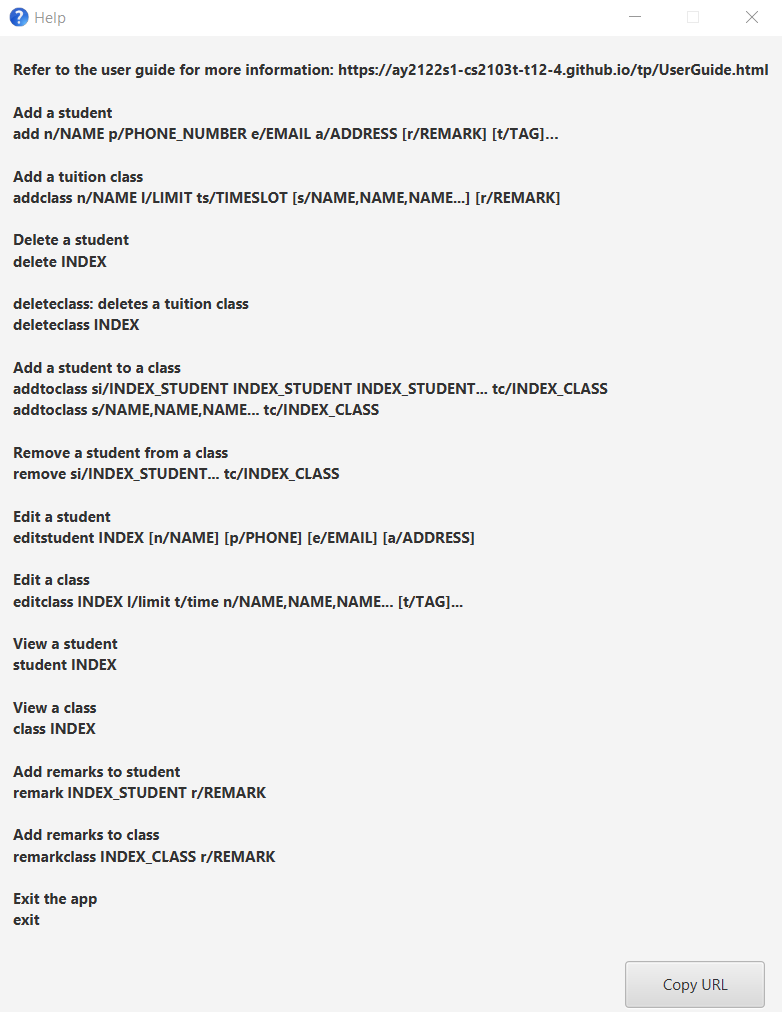 Help
Refer to the user guide for more information: https://ay2122s1-cs2103t-t12-4.github.io/tp/UserGuide.html
Add a student
add n/NAME p/PHONE_NUMBER e/EMAIL a/ADDRESS [r/REMARK] [t/TAG]...
Add a tuition class
addclass n/NAME l/LIMIT ts/TIMESLOT [s/NAME,NAME,NAME...] [r/REMARK]
Delete a student
delete INDEX
deleteclass: deletes a tuition class
deleteclass INDEX
Add a student to a class
addtoclass si/INDEX_STUDENT INDEX_STUDENT INDEX_STUDENT... tc/INDEX_CLASS
addtoclass s/NAME,NAME,NAME... tc/INDEX_CLASS
Remove a student from a class
remove si/INDEX_STUDENT... tc/INDEX_CLASS
Edit a student
editstudent INDEX [n/NAME] [p/PHONE] [e/EMAIL] [a/ADDRESS]
Edit a class
editclass INDEX l/limit t/time n/NAME,NAME,NAME... [t/TAG]...
View a student
student INDEX
View a class
class INDEX
Add remarks to student
remark INDEX_STUDENT r/REMARK
Add remarks to class
remarkclass INDEX_CLASS r/REMARK
Exit the app
exit
Copy URL